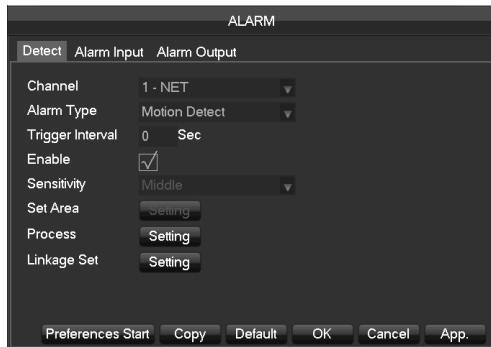 ALARM
Detect Alarm Input Alarm Output
Channel 1 - NET
Alarm Type Motion Detect
Trigger Interval 0 Sec
Enable
Sensitivity Middle
Set Area Setting
Process Setting
Linkage Set Setting
Preferences Start Copy Default OK Cancel App.